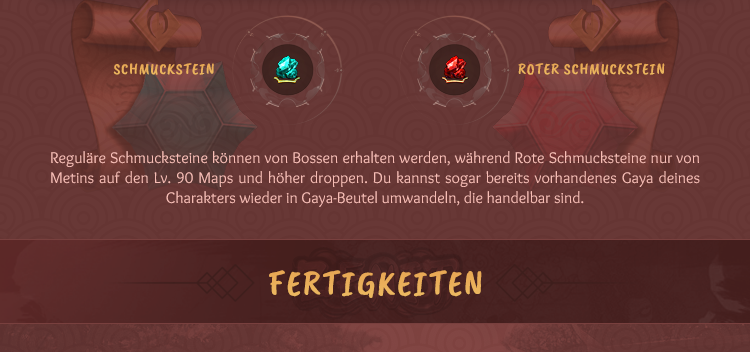 SCHMUCKSTEIN
ROTER SCHMUCKSTEIN
Reguläre Schmucksteine können von Bossen erhalten werden, während Rote Schmucksteine nur von
Metins auf den Lv. 90 Maps und höher droppen. Du kannst sogar bereits vorhandenes Gaya deines
Charakters wieder in Gaya-Beutel umwandeln, die handelbar sind.
FERTIGKEITEN